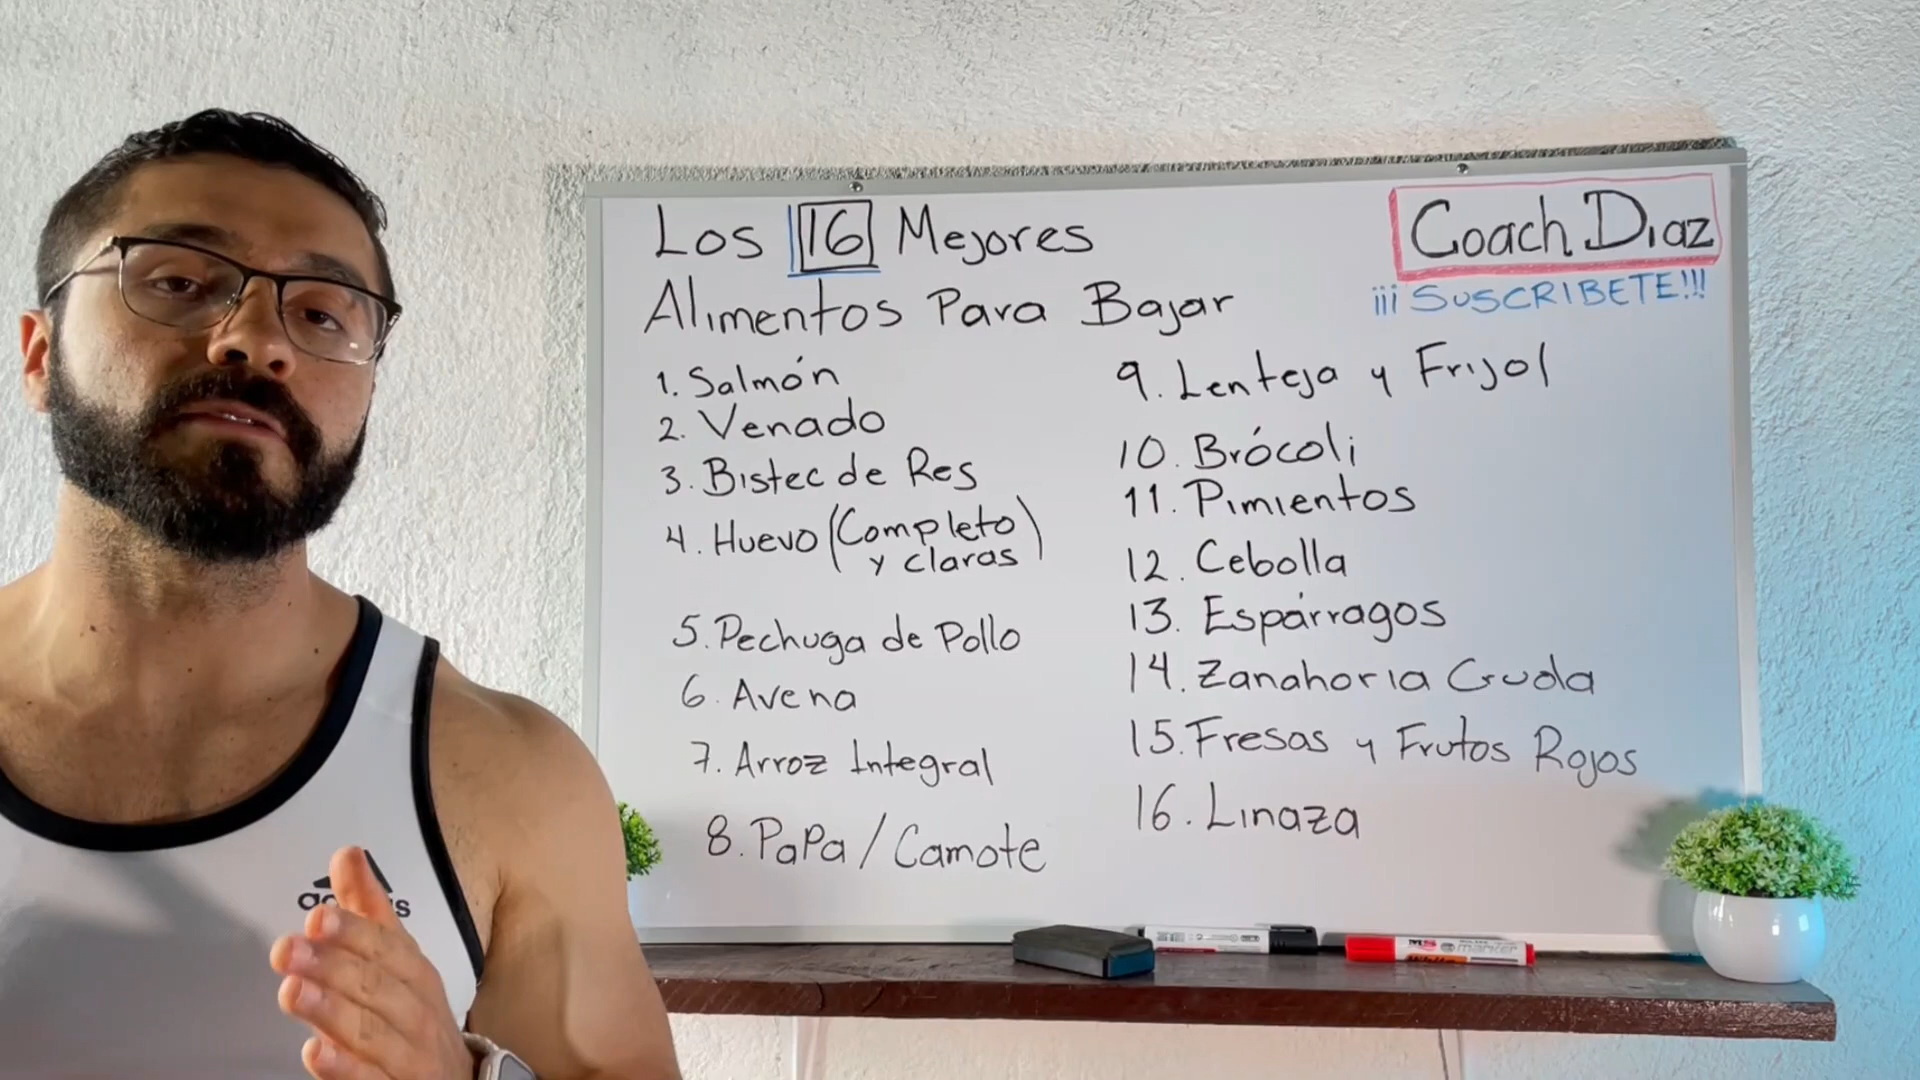 Los 16 Mejores
Alimentos Para Bajar
Coach Diaz
¡¡¡ SUSCRIBETE!!!
1. Salmón
2. Venado
3. Bistec de Res
4. Huevo (Completo
y claras)
5. Pechuga de Pollo
6. Avena
7. Arroz Integral
8. Papa / Camote
9. Lenteja y Frijol
10. Brócoli
11. Pimientos
12. Cebolla
13. Espárragos
14. Zanahoria Cruda
15. Fresas y Frutos Rojos
16. Linaza
marker